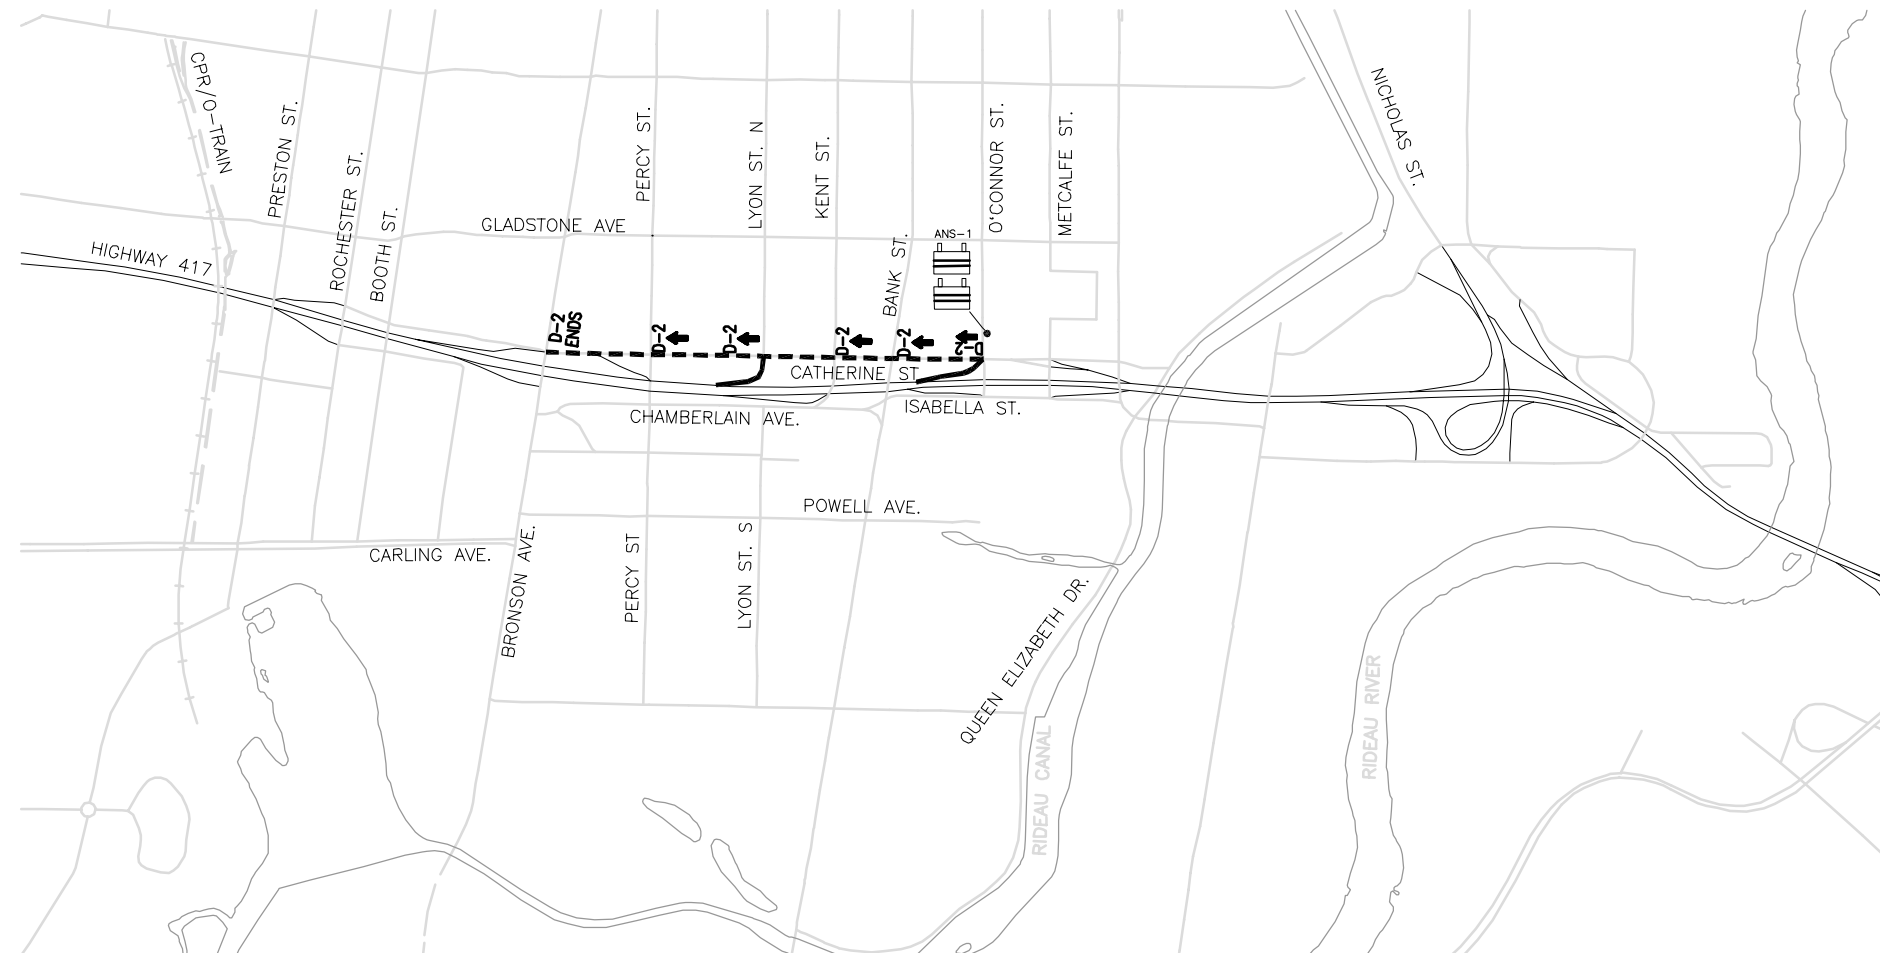 CPR/O-TRAIN
PRESTON ST.
ROCHESTER ST.
BOOTH ST.
PERCY ST.
LYON ST. N
KENT ST.
BANK ST.
O'CONNOR ST.
METCALFE ST.
NICHOLAS ST.
GLADSTONE AVE
HIGHWAY 417
ANS-1
D-2
ENDS
D-2
D-2
D-2
D-2
D-2
CATHERINE ST
CHAMBERLAIN AVE.
ISABELLA ST.
POWELL AVE.
CARLING AVE.
BRONSON AVE.
PERCY ST
LYON ST. S
QUEEN ELIZABETH DR.
RIDEAU CANAL
RIDEAU RIVER